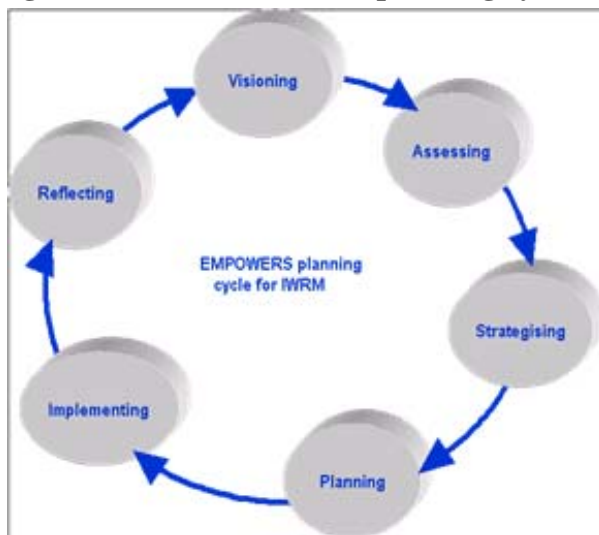 Visioning
Assessing
Reflecting
EMPOWERS planning
cycle for IWRM
Strategising
Implementing
Planning